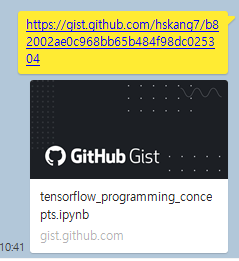 https://gist.github.com/hskang7/b8
2002ae0c968bb65b484f98dc0253
04
GitHub Gist
tensorflow_programming_conce
pts.ipynb
gist.github.com
10:41